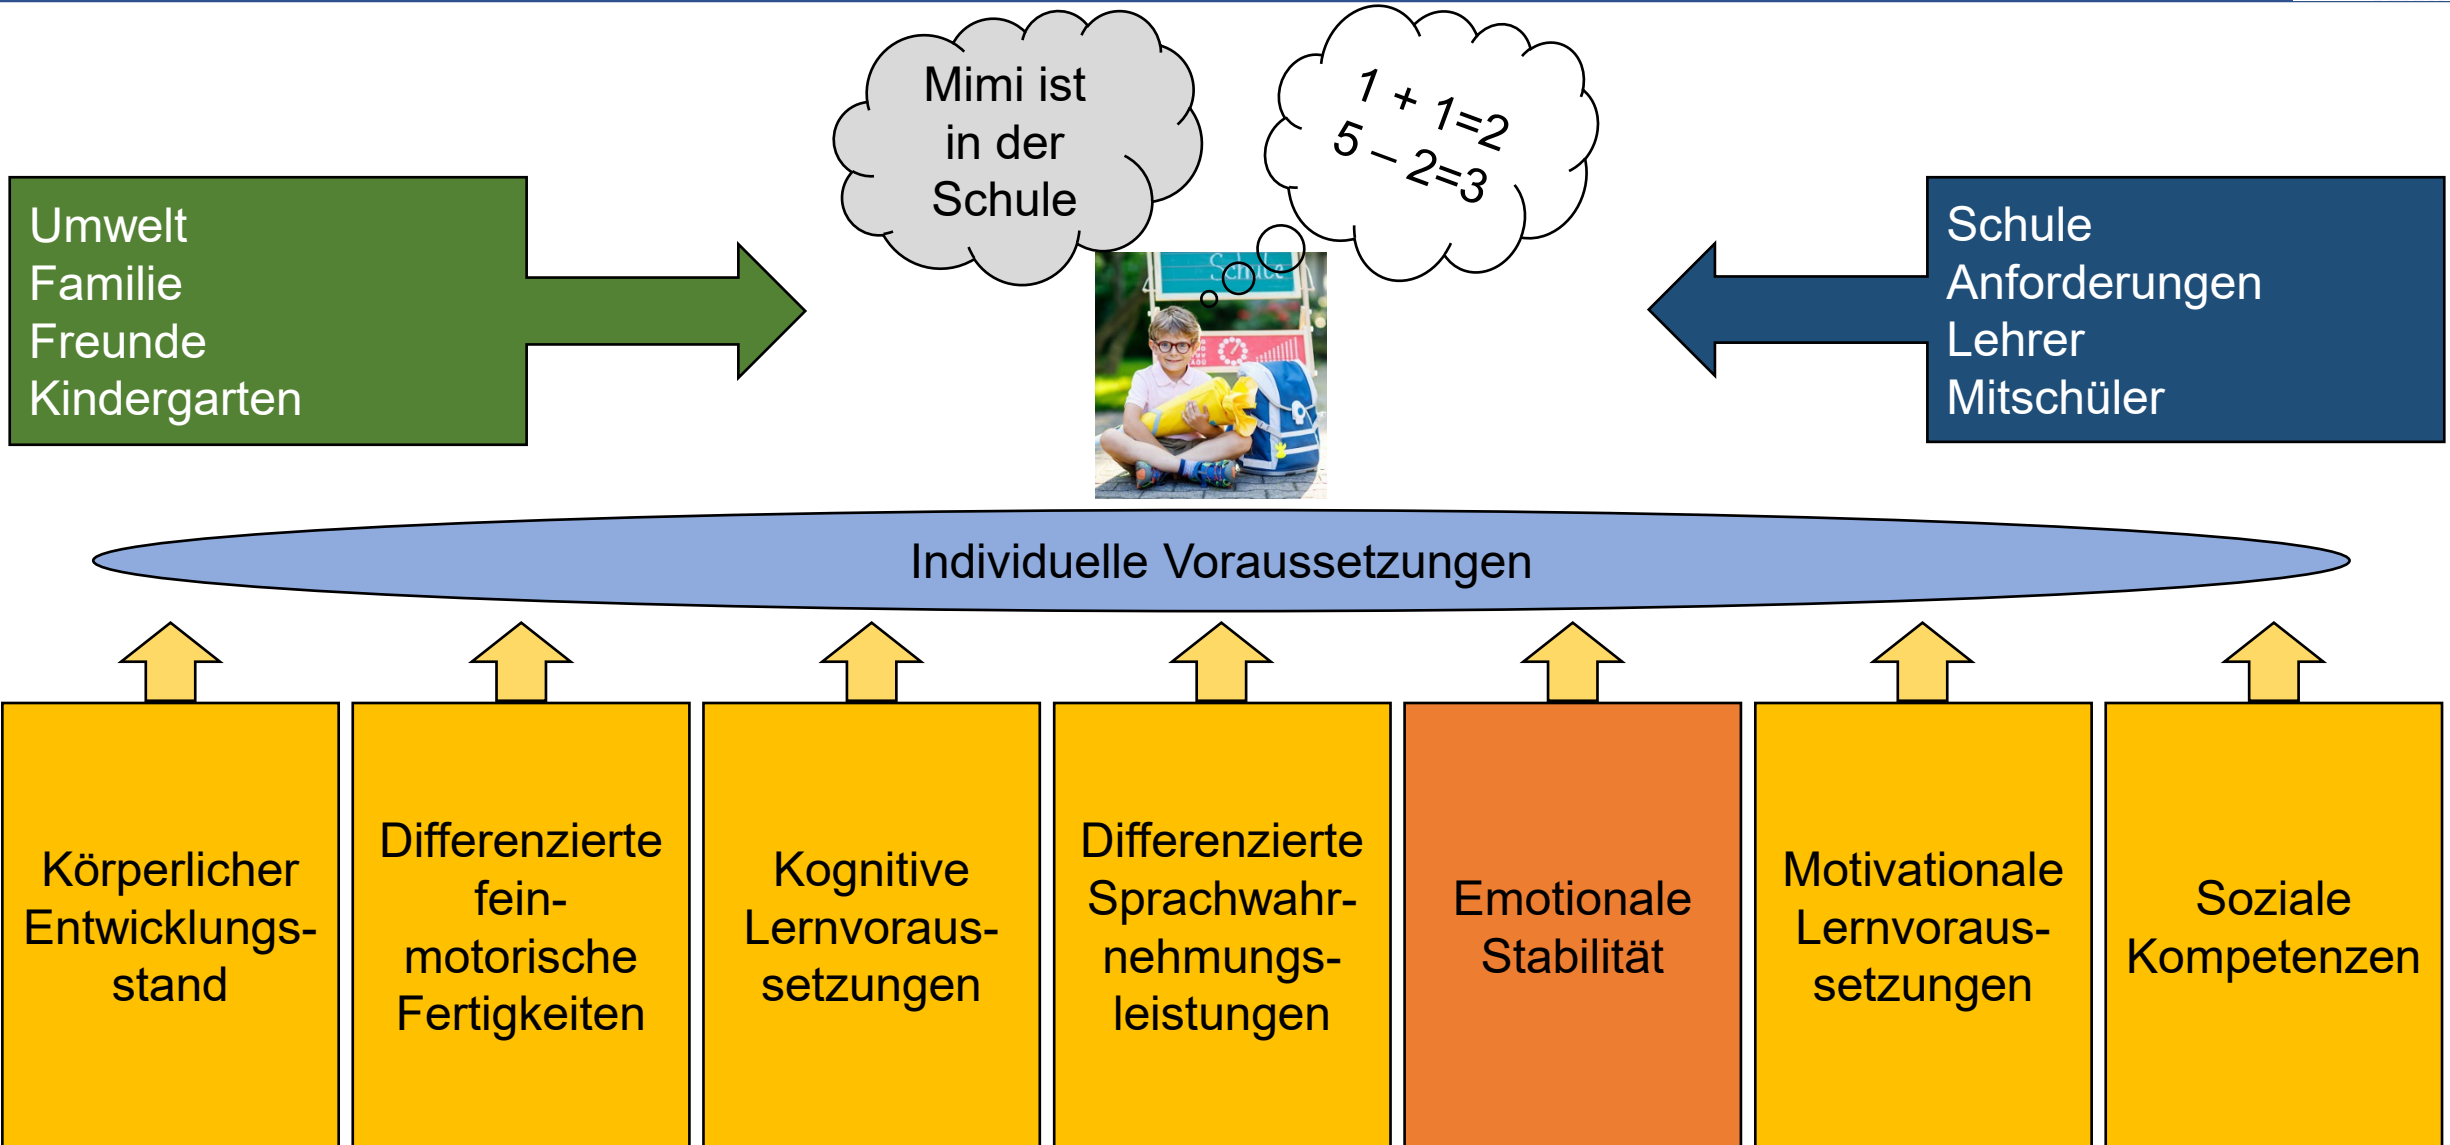 Mimi ist
in der
Schule
1 + 1=2
5 – 2=3
Umwelt
Familie
Freunde
Kindergarten
Schule
Schule
Anforderungen
Lehrer
Mitschüler
Individuelle Voraussetzungen
Körperlicher
Entwicklungs-
stand
Differenzierte
fein-
motorische
Fertigkeiten
Kognitive
Lernvoraus-
setzungen
Differenzierte
Sprachwahr-
nehmungs-
leistungen
Emotionale
Stabilität
Motivationale
Lernvoraus-
setzungen
Soziale
Kompetenzen